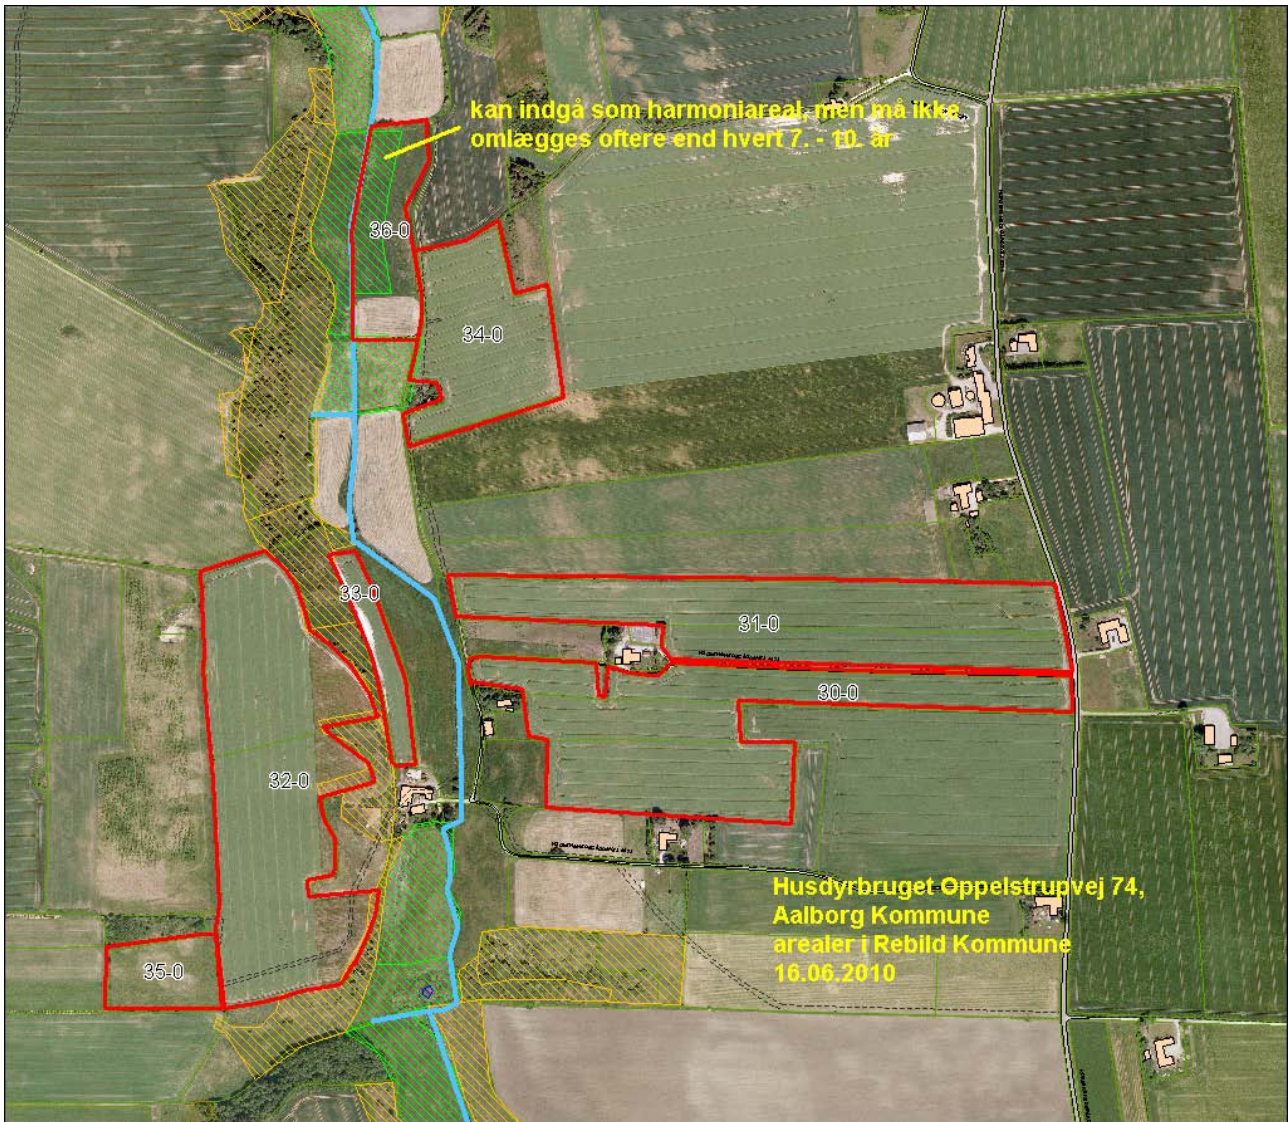 kan indgå som harmoniareal, men må ikke
omlægges oftere end hvert 7. - 10. år
36-0
34-0
33-0
31-0
30-0
32-0
35-0
Husdyrbruget Oppelstrupvej 74,
Aalborg Kommune
arealer i Rebild Kommune
16.06.2010